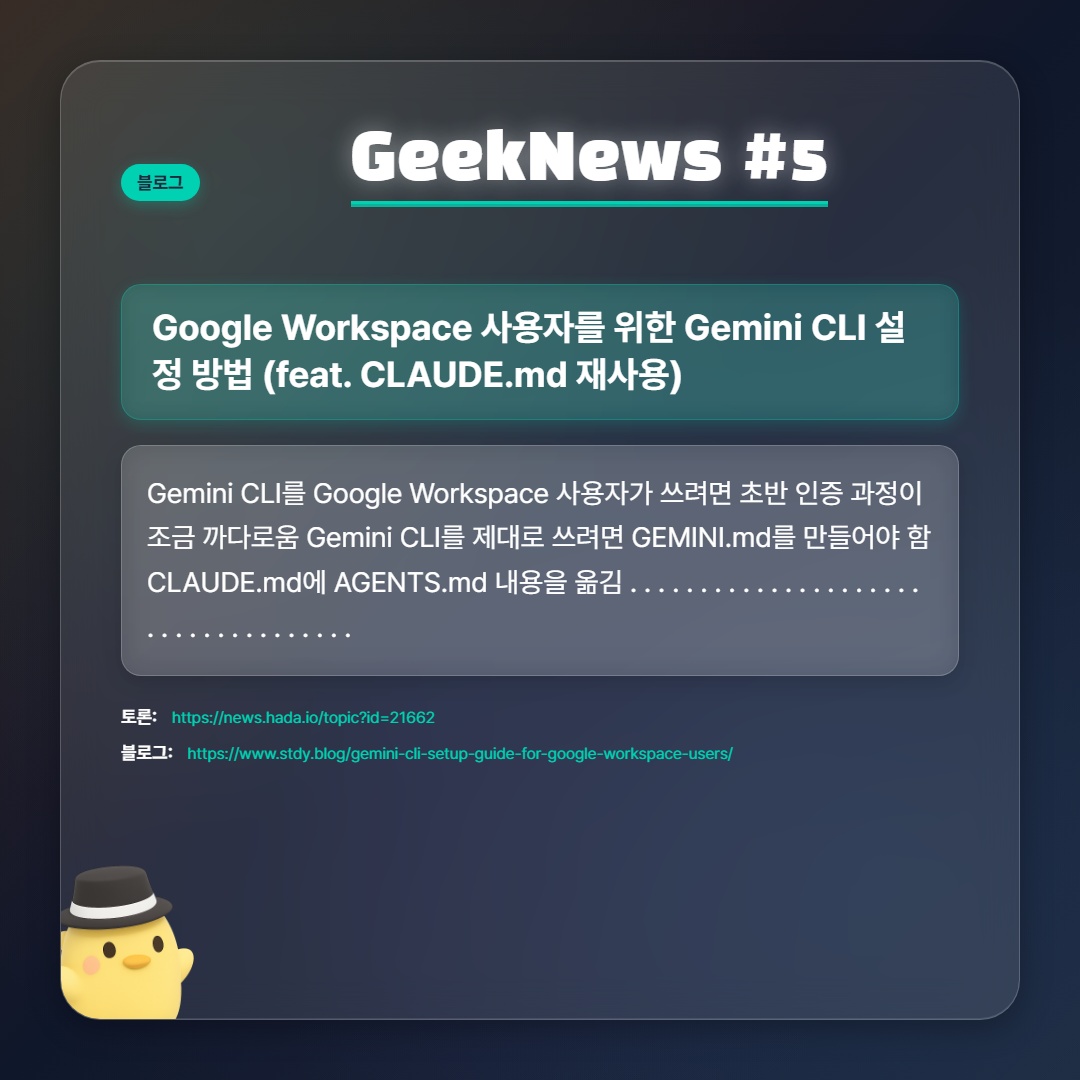 GeekNews #5
블로그
Google Workspace 사용자를 위한 Gemini CLI 설
정 방법 (feat. CLAUDE.md 재사용)
Gemini CLI를 Google Workspace 사용자가 쓰려면 초반 인증 과정이
조금 까다로움 Gemini CLI를 제대로 쓰려면 GEMINI.md를 만들어야 함
CLAUDE.md에 AGENTS.md 내용을 옮김 . . . . . . . . . . . . . . . . . . . . .
. . . . . . . . . . . . . . .
토론: https://news.hada.io/topic?id=21662
블로그: https://www.stdy.blog/gemini-cli-setup-guide-for-google-workspace-users/